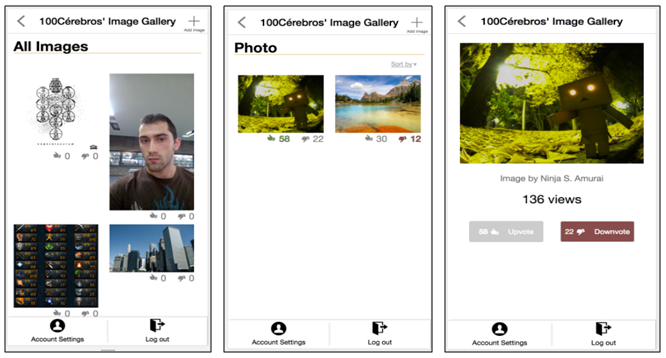 100Cérebros' Image Gallery
Add Image
All Images
0 0
0 0
0 0
0 0
Account Settings
Log out
100Cérebros' Image Gallery
Add Image
Photo
Sort by
58 22
30 12
Account Settings
Log out
100Cérebros' Image Gallery
Image by Ninja S. Amurai
136 views
58 Upvote
22 Downvote
Account Settings
Log out